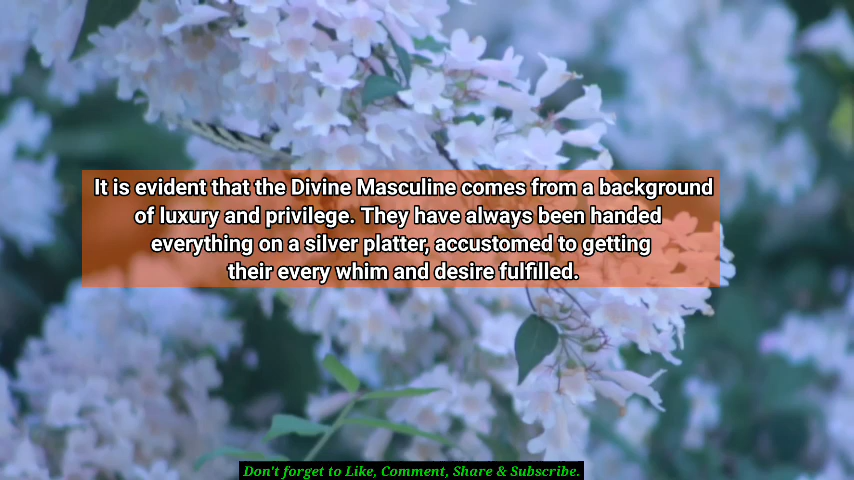 It is evident that the Divine Masculine comes from a background
of luxury and privilege. They have always been handed
everything on a silver platter, accustomed to getting
their every whim and desire fulfilled.
Don't forget to Like, Comment, Share & Subscribe.